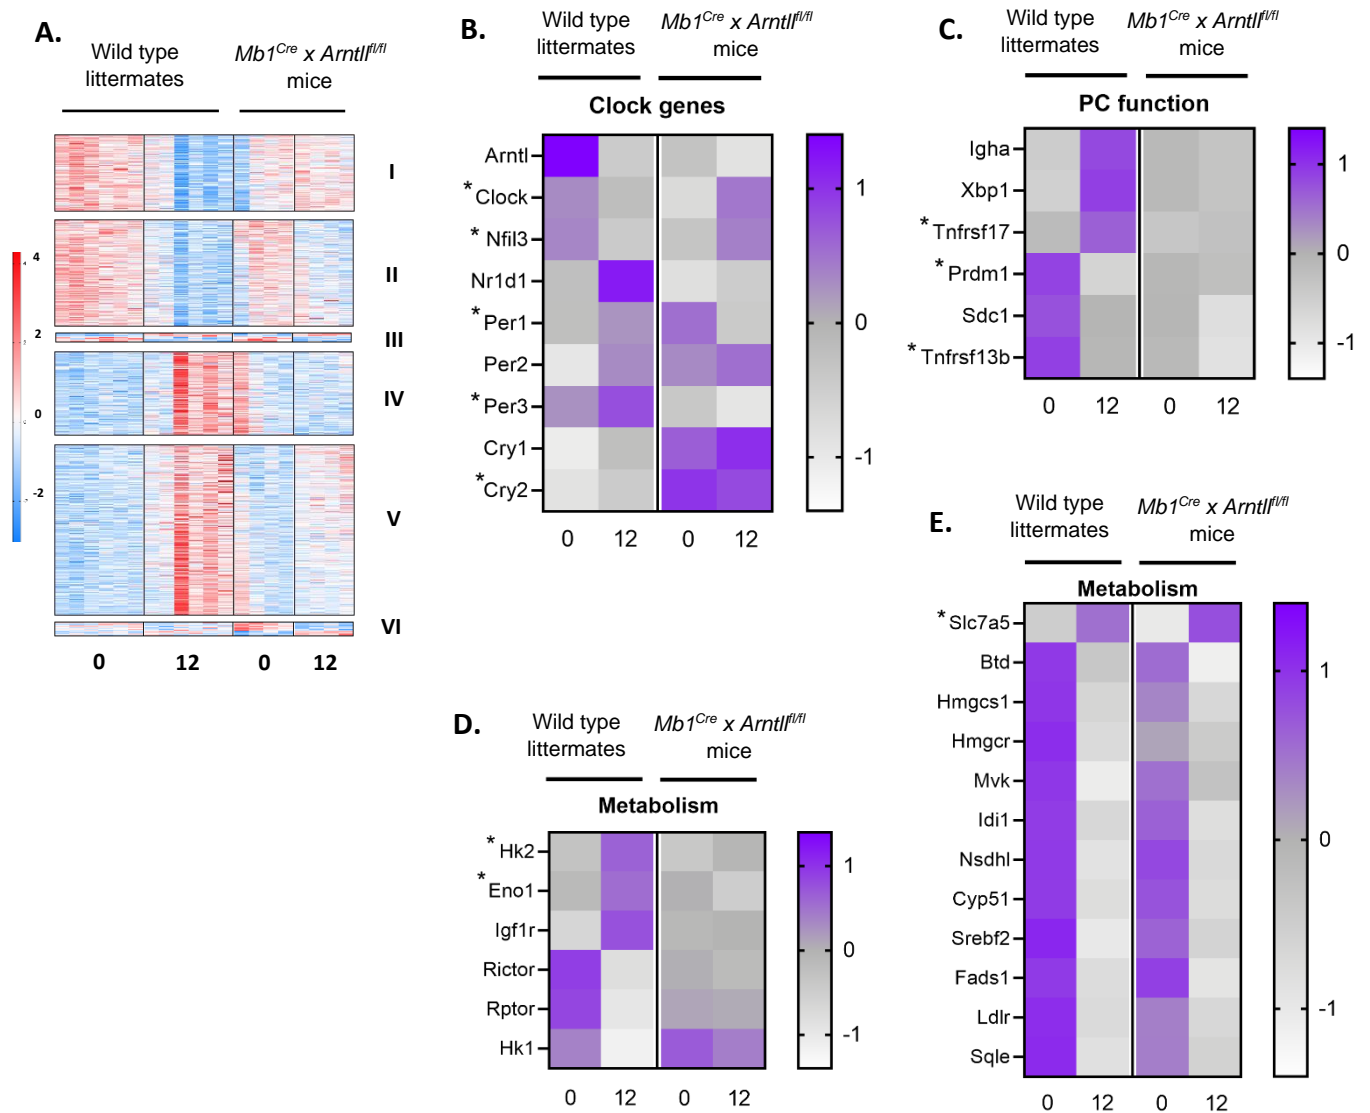 A.
Wild type
littermates
Mb1Cre x Arntlfl/fl
mice
4
2
0
-2
I
II
III
IV
V
VI
0 12 0 12
B.
Wild type
littermates
Mb1Cre x Arntlfl/fl
mice
Clock genes
Arntl
*Clock
* Nfil3
Nr1d1
* Per1
Per2
* Per3
Cry1
*Cry2
0 12 0 12
1
0
-1
C.
Wild type
littermates
Mb1Cre x Arntlfl/fl
mice
PC function
Igha
Xbp1
* Tnfrsf17
* Prdm1
Sdc1
* Tnfrsf13b
0 12 0 12
1
0
-1
D.
Wild type
littermates
Mb1Cre x Arntlfl/fl
mice
Metabolism
* Hk2
* Eno1
Igf1r
Rictor
Rptor
Hk1
0 12 0 12
1
0
-1
E.
Wild type
littermates
Mb1Cre x Arntlfl/fl
mice
Metabolism
* Slc7a5
Btd
Hmgcs1
Hmgcr
Mvk
Idi1
Nsdhl
Cyp51
Srebf2
Fads1
Ldlr
Sqle
0 12 0 12
1
0
-1